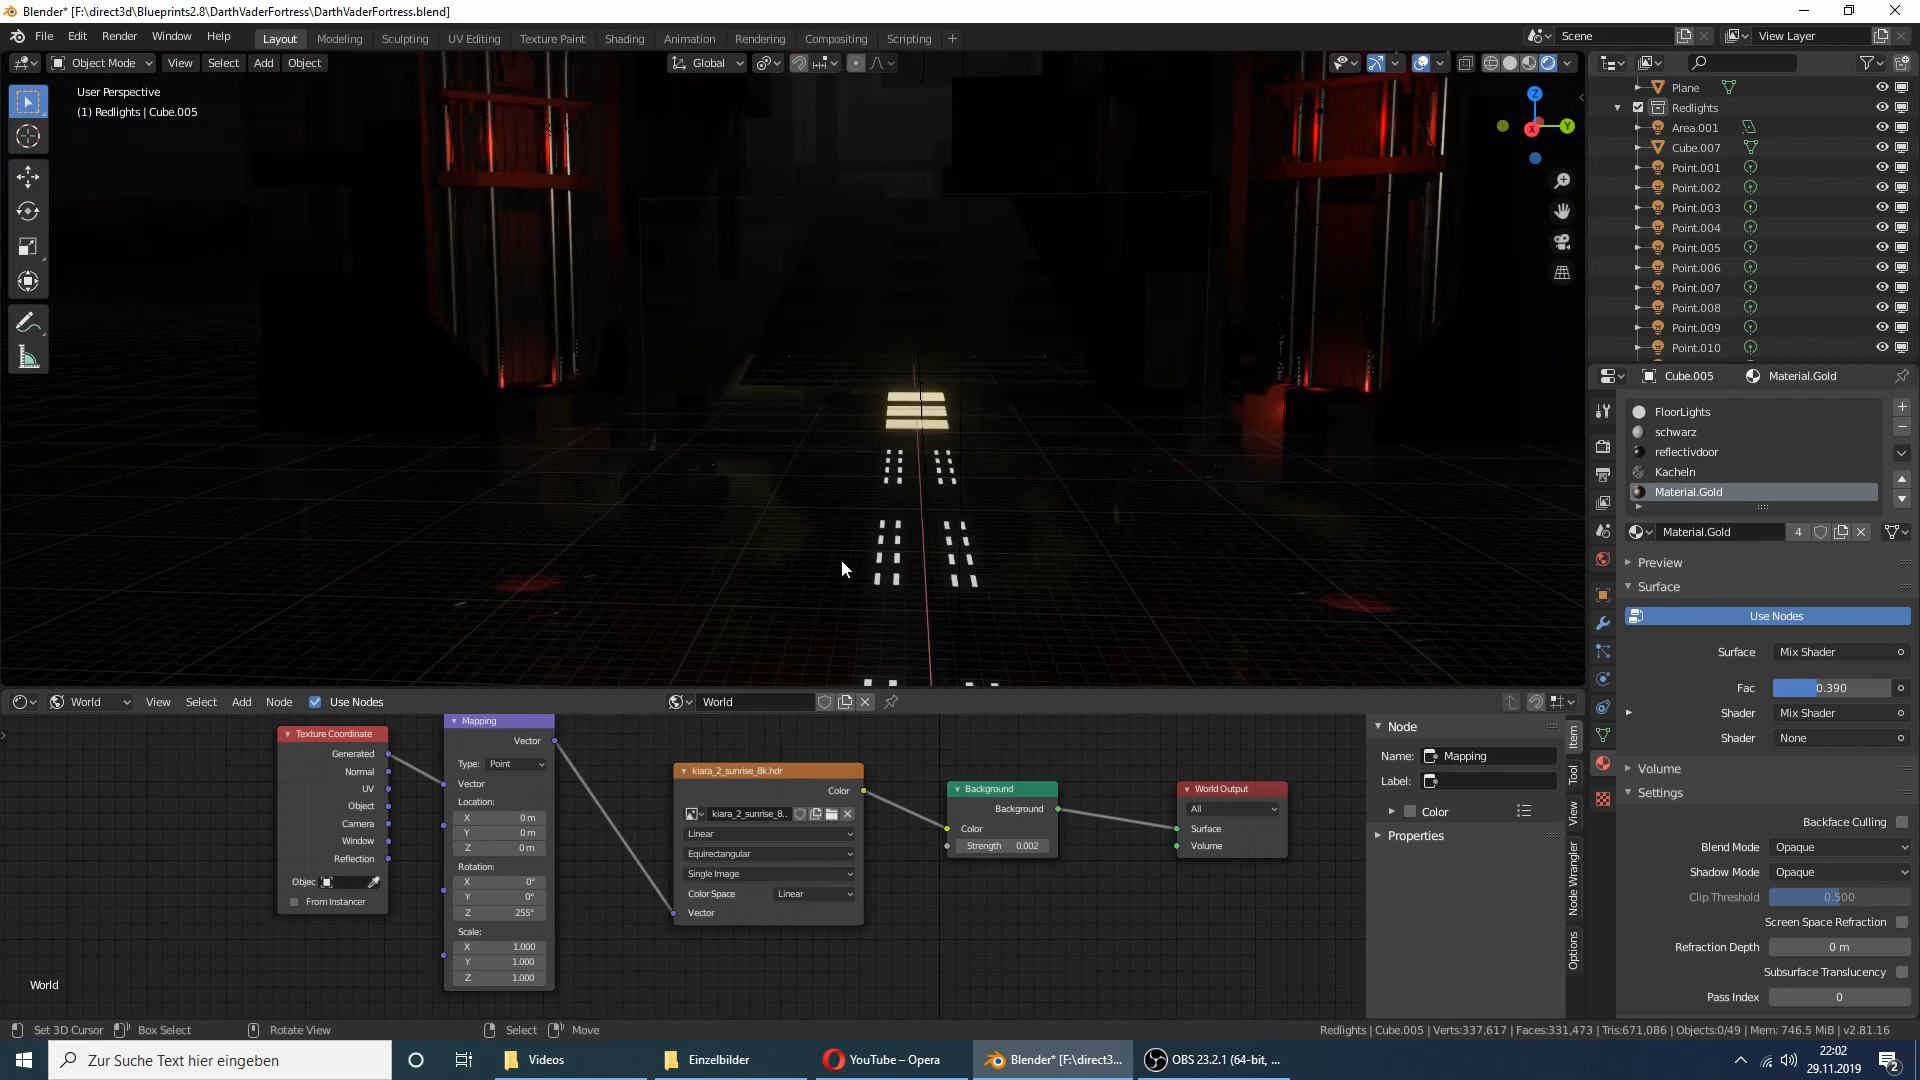 Blender* [F:\direct3d\Blueprints2.8\DarthVaderFortress\DarthVaderFortress.blend]
File Edit Render Window Help
Layout Modeling Sculpting UV Editing Texture Paint Shading Animation Rendering Compositing Scripting
Scene
View Layer
Object Mode View Select Add Object
Global
User Perspective
(1) Redlights | Cube.005
Z
Y
X
Plane
Redlights
Area.001
Cube.007
Point.001
Point.002
Point.003
Point.004
Point.005
Point.006
Point.007
Point.008
Point.009
Point.010
Cube.005 Material.Gold
FloorLights
schwarz
reflectivdoor
Kacheln
Material.Gold
Material.Gold 4
Preview
Surface
Use Nodes
Surface Mix Shader
Fac 0.390
Shader Mix Shader
Shader None
Volume
Settings
Backface Culling
Blend Mode Opaque
Shadow Mode Opaque
Clip Threshold 0.500
Screen Space Refraction
Refraction Depth 0 m
Subsurface Translucency
Pass Index 0
World View Select Add Node Use Nodes
World
Texture Coordinate
Generated
Normal
UV
Object
Camera
Window
Reflection
Objec
From Instancer
Mapping
Vector
Type: Point
Vector
Location:
X 0 m
Y 0 m
Z 0 m
Rotation:
X 0°
Y 0°
Z 255°
Scale:
X 1.000
Y 1.000
Z 1.000
kiara_2_sunrise_8k.hdr
Color
kiara_2_sunrise_8..
Linear
Equirectangular
Single Image
Color Space Linear
Vector
Background
Background
Color
Strength 0.002
World Output
All
Surface
Volume
Node
Name: Mapping
Label:
Color
Properties
Item
Tool
View
Node Wrangler
Options
World
Set 3D Cursor Box Select Rotate View Select Move
Redlights | Cube.005 | Verts:337,617 | Faces:331,473 | Tris:671,086 | Objects:0/49 | Mem: 746.5 MiB | v2.81.16
Zur Suche Text hier eingeben
Videos
Einzelbilder
YouTube – Opera
Blender* [F:\direct3...
OBS 23.2.1 (64-bit, ...
22:02
29.11.2019
2